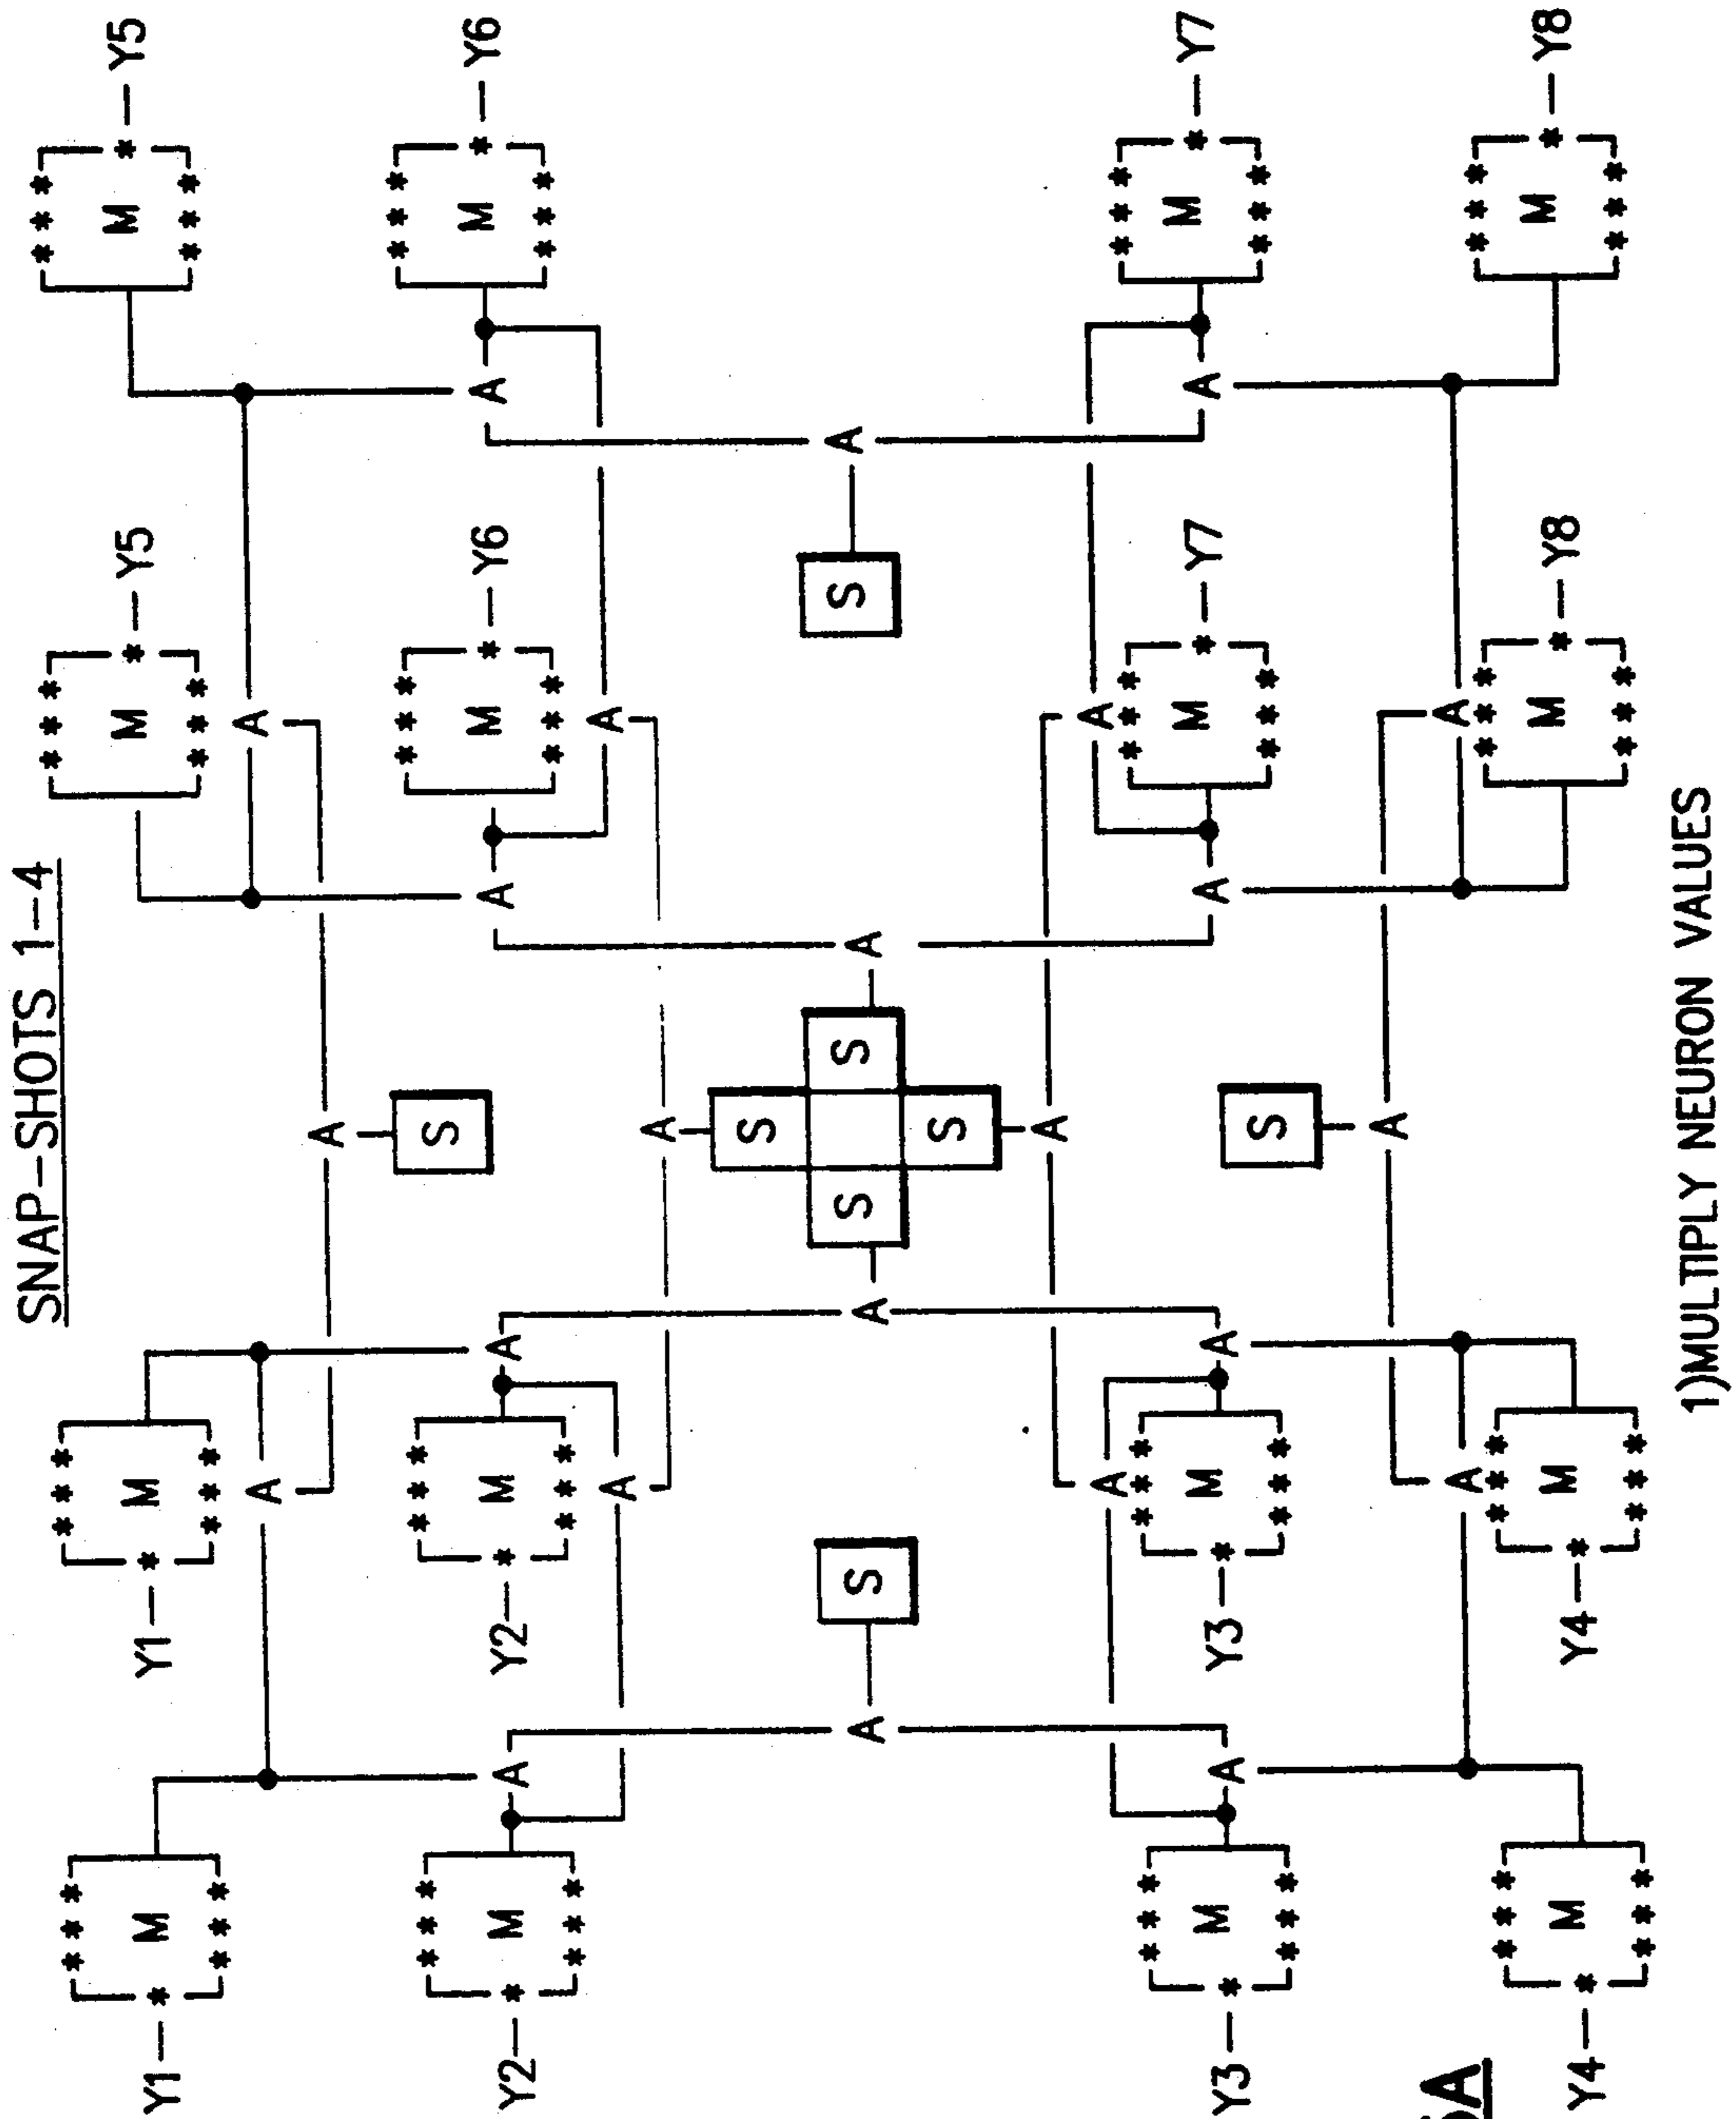 SNAP-SHOTS 1-4
Y1 M Y1 M M Y5 M Y5
A A
A
S
Y2 M A Y2 M A A M Y6 A M Y6
A A
A
S
A S A S S A S A
S
A
A A
Y3 M A Y3 M A A M Y7 A M Y7
S
A
A A
Y4 M Y4 M M Y8 M Y8
1)MULTIPLY NEURON VALUES